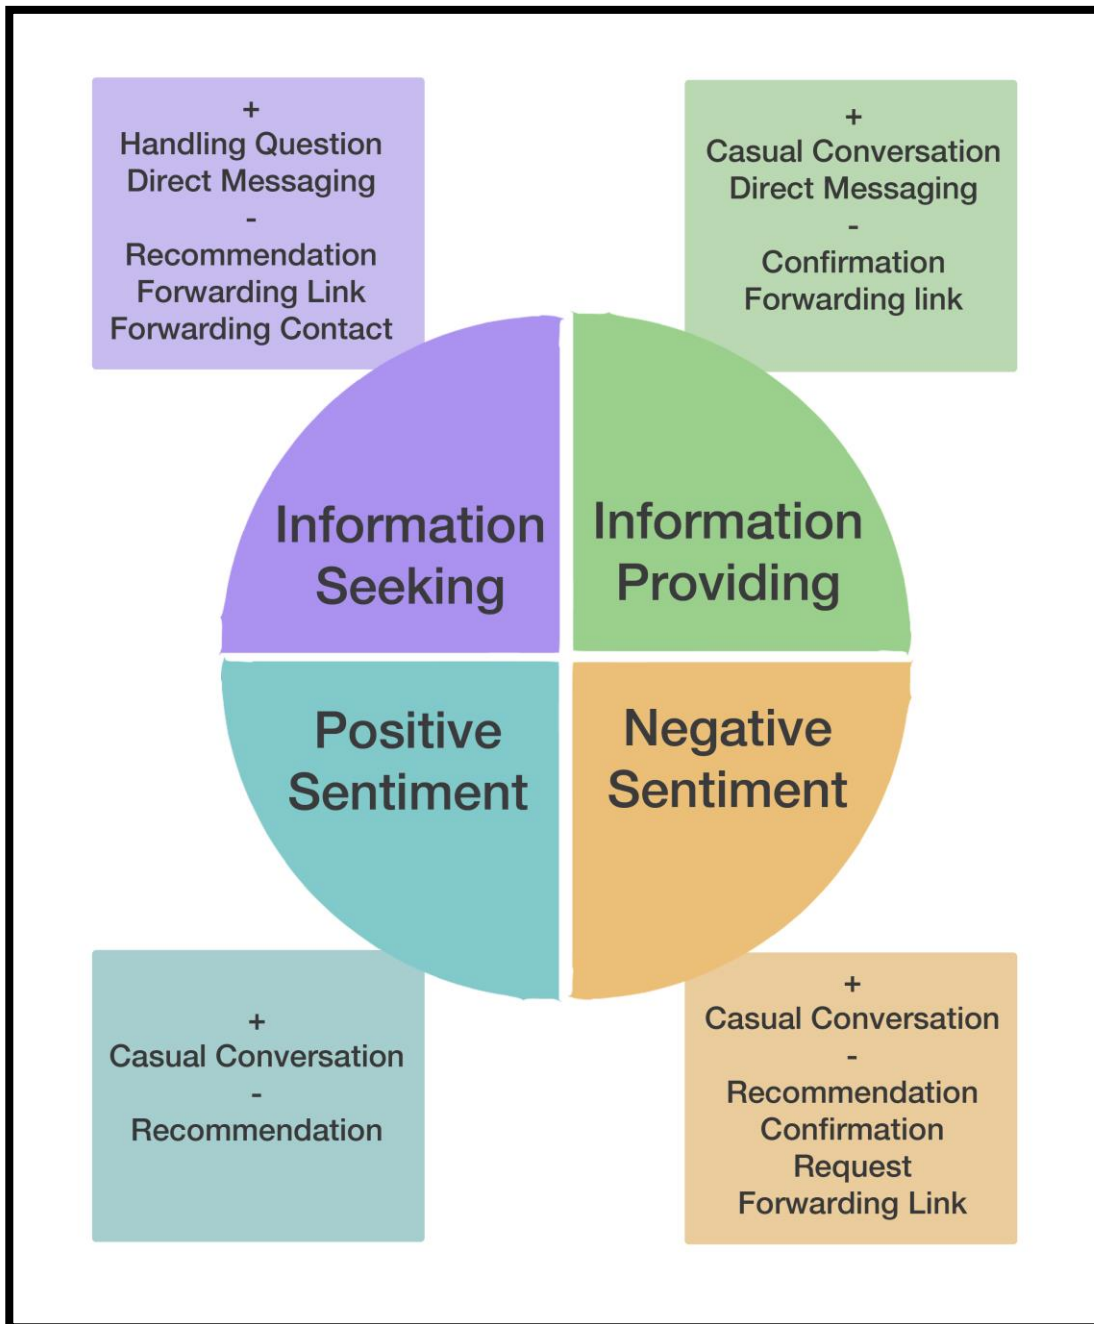 +
Handling Question
Direct Messaging
-
Recommendation
Forwarding Link
Forwarding Contact
+
Casual Conversation
Direct Messaging
-
Confirmation
Forwarding link
Information
Seeking
Information
Providing
Positive
Sentiment
Negative
Sentiment
+
Casual Conversation
-
Recommendation
+
Casual Conversation
-
Recommendation
Confirmation
Request
Forwarding Link